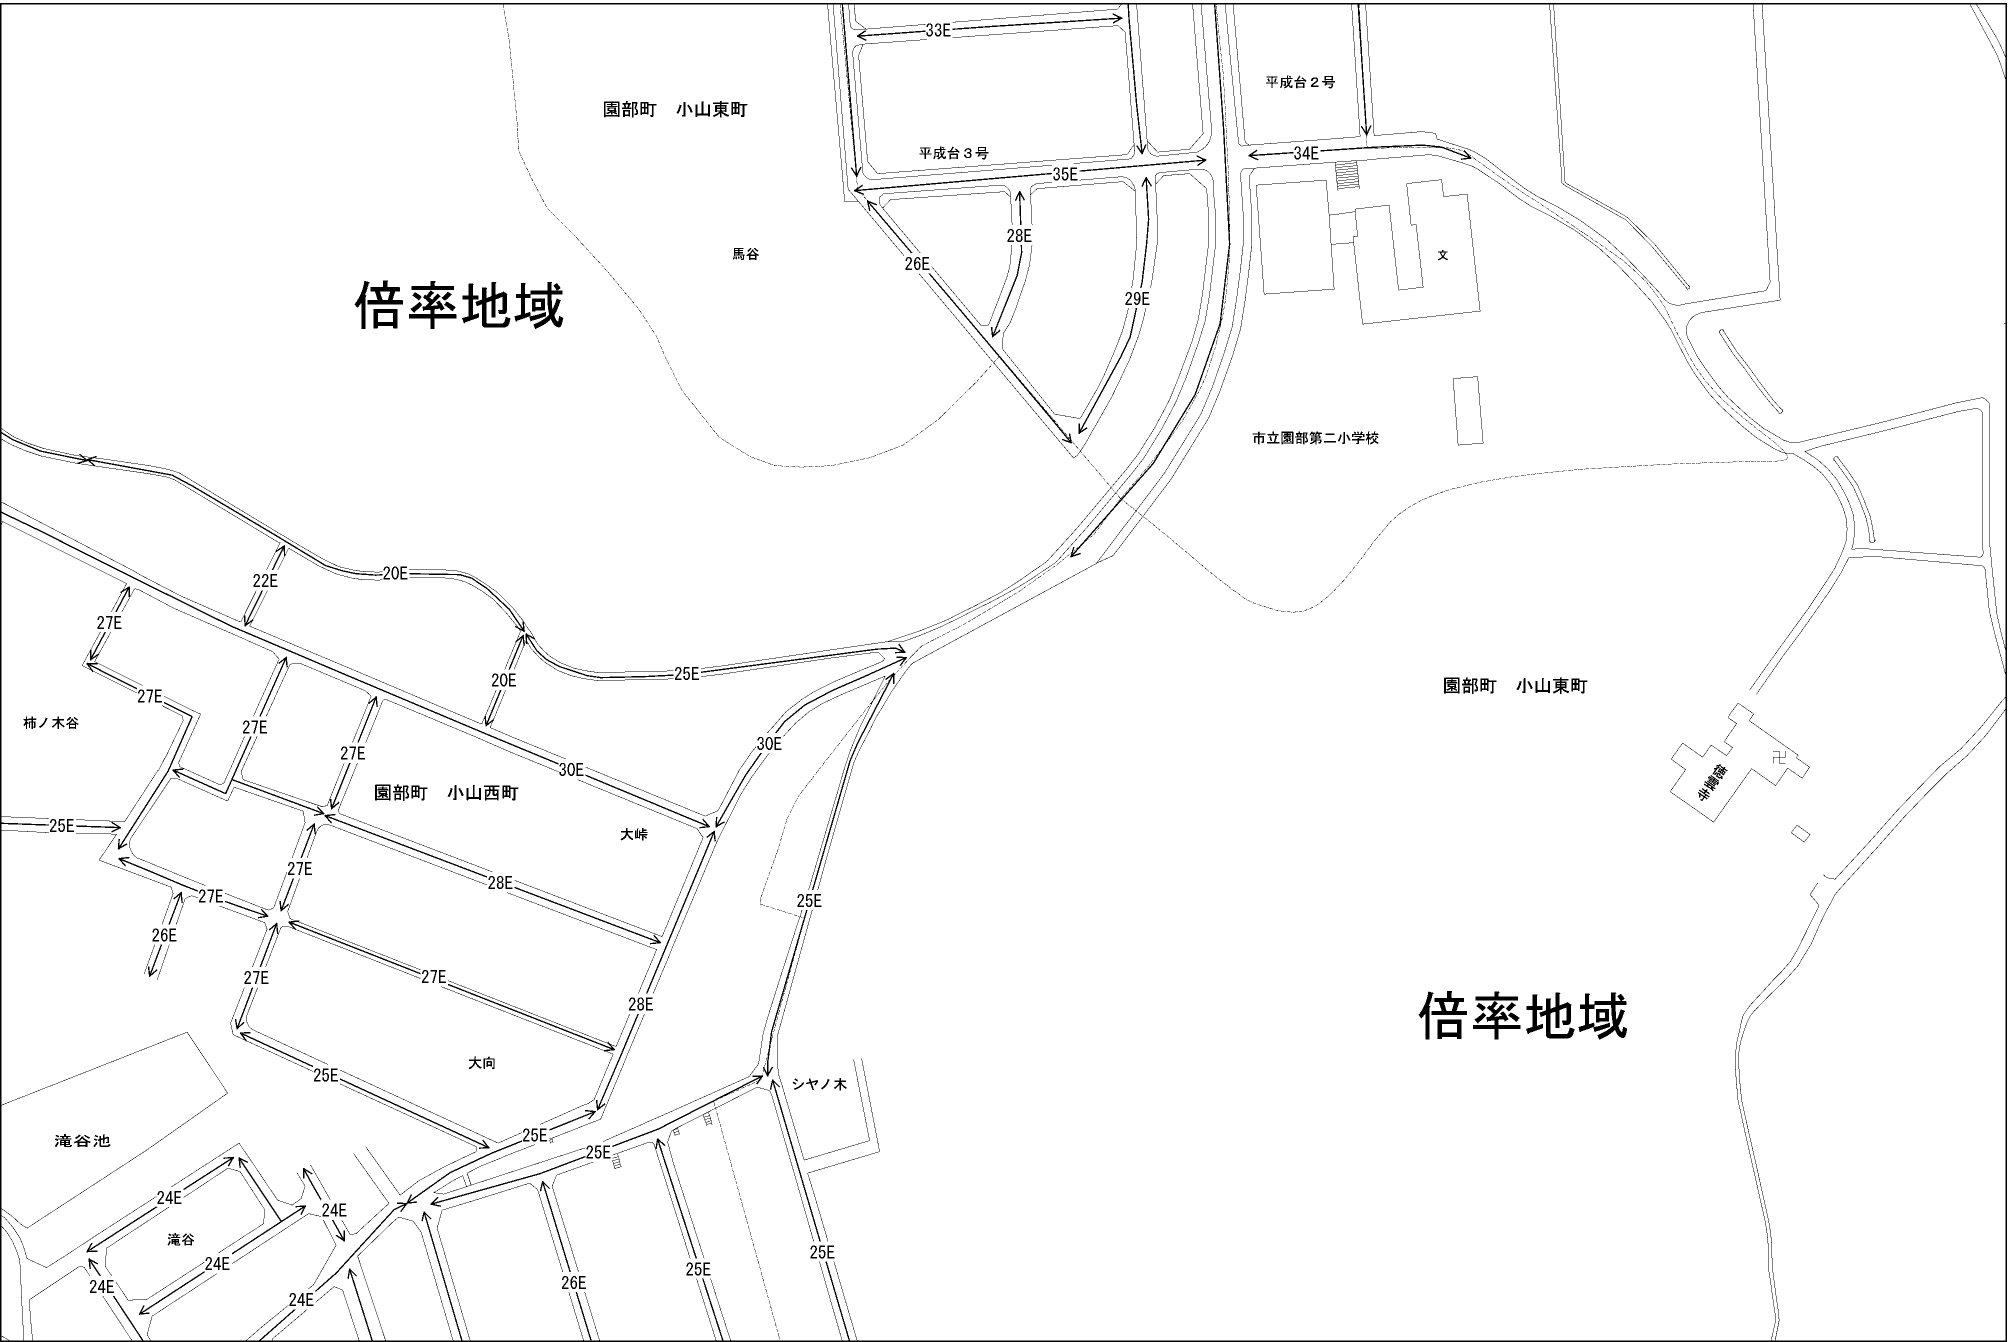 33E
平成台２号
園部町　小山東町
平成台３号
34E
35E
28E
馬谷
文
26E
29E
倍率地域
市立園部第二小学校
20E
22E
27E
25E
20E
園部町　小山東町
27E
柿ノ木谷
27E
30E
27E
30E
園部町　小山西町
25E
大峠
27E
28E
27E
25E
26E
27E
27E
28E
倍率地域
大向
25E
シヤノ木
滝谷池
25E
25E
24E
24E
滝谷
25E
24E
25E
26E
24E
24E